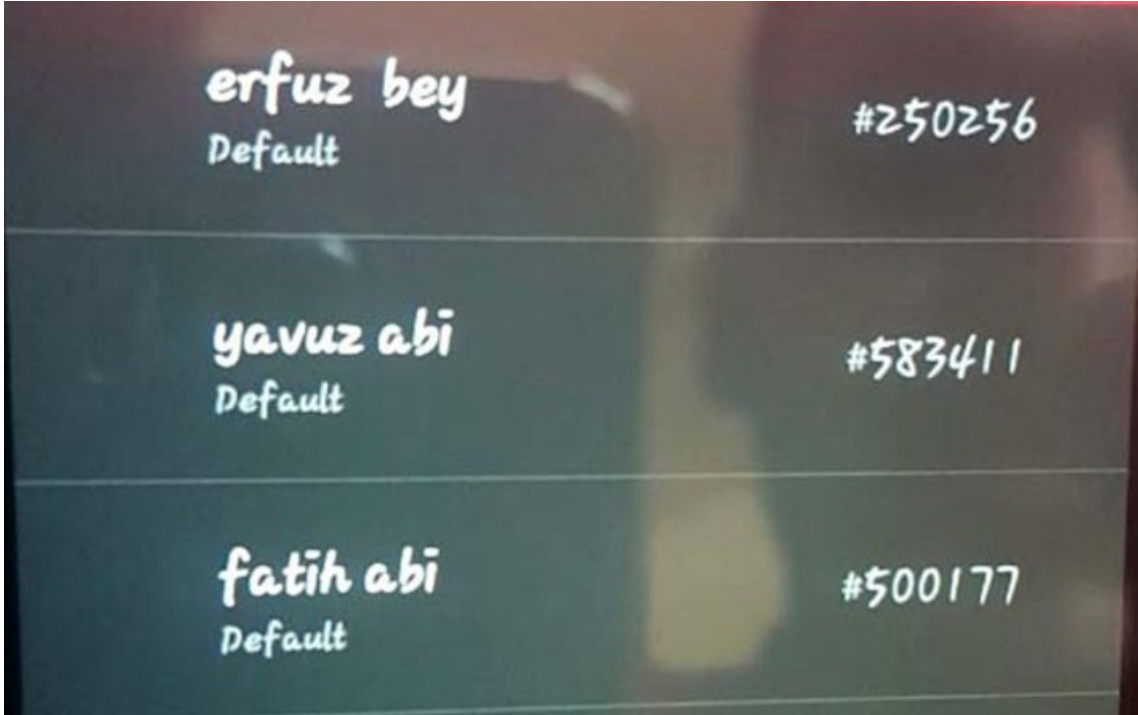 erfuz bey
#250256
Default
yavuz abi
#583411
Default
fatih abi
#500177
Default